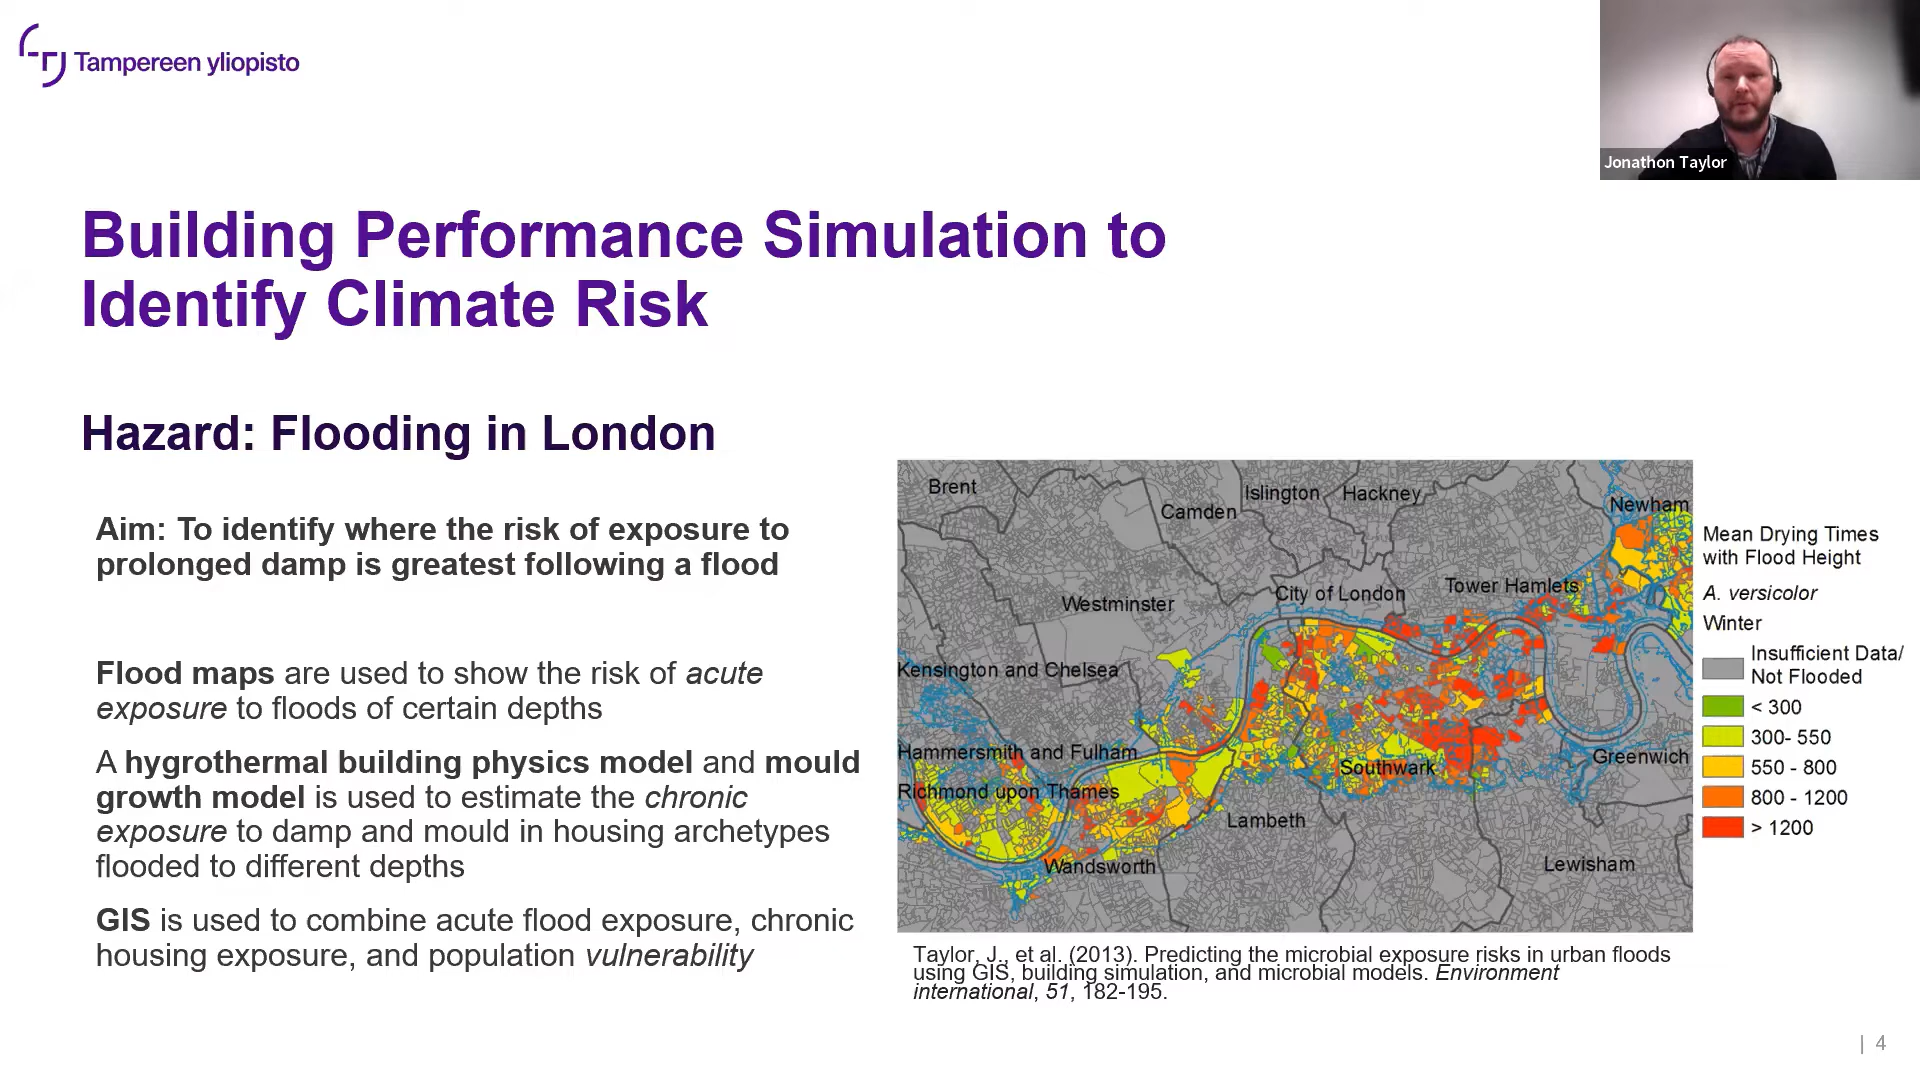 Tampereen yliopisto
Jonathon Taylor
Building Performance Simulation to
Identify Climate Risk
Hazard: Flooding in London
Aim: To identify where the risk of exposure to
prolonged damp is greatest following a flood
Flood maps are used to show the risk of acute
exposure to floods of certain depths
A hygrothermal building physics model and mould
growth model is used to estimate the chronic
exposure to damp and mould in housing archetypes
flooded to different depths
GIS is used to combine acute flood exposure, chronic
housing exposure, and population vulnerability
Brent
Camden
Islington
Hackney
Newham
Westminster
City of London
Tower Hamlets
Kensington and Chelsea
Hammersmith and Fulham
Richmond upon Thames
Southwark
Greenwich
Lambeth
Wandsworth
Lewisham
Mean Drying Times
with Flood Height
A. versicolor
Winter
Insufficient Data/
Not Flooded
< 300
300- 550
550 - 800
800 - 1200
> 1200
Taylor, J., et al. (2013). Predicting the microbial exposure risks in urban floods
using GIS, building simulation, and microbial models. Environment
international, 51, 182-195.
| 4